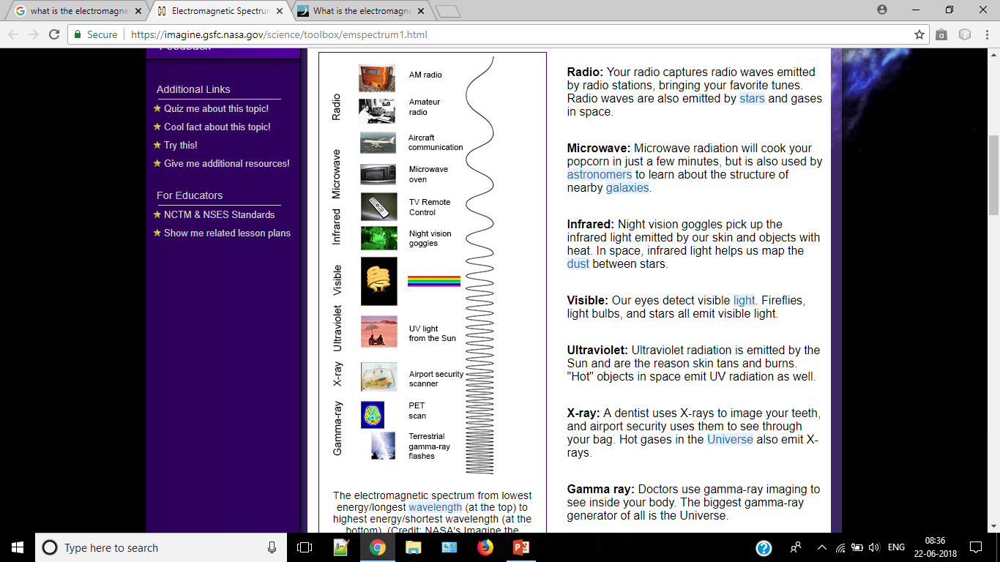 what is the electromagne
Electromagnetic Spectrun
What is the electromagne
Secure
https://imagine.gsfc.nasa.gov/science/toolbox/emspectrum1.html
Additional Links
Quiz me about this topic!
Cool fact about this topic!
Try this!
Give me additional resources!
For Educators
NCTM & NSES Standards
Show me related lesson plans
Radio
Microwave
Infrared
Visible
Ultraviolet
X-ray
Gamma-ray
AM radio
Amateur
radio
Aircraft
communication
Microwave
oven
TV Remote
Control
Night vision
goggles
UV light
from the Sun
Airport security
scanner
PET
scan
Terrestrial
gamma-ray
flashes
The electromagnetic spectrum from lowest
energy/longest wavelength (at the top) to
highest energy/shortest wavelength (at the
bottom). (Credit: NASA's Imagine the
Radio: Your radio captures radio waves emitted
by radio stations, bringing your favorite tunes.
Radio waves are also emitted by stars and gases
in space.
Microwave: Microwave radiation will cook your
popcorn in just a few minutes, but is also used by
astronomers to learn about the structure of
nearby galaxies.
Infrared: Night vision goggles pick up the
infrared light emitted by our skin and objects with
heat. In space, infrared light helps us map the
dust between stars.
Visible: Our eyes detect visible light. Fireflies,
light bulbs, and stars all emit visible light.
Ultraviolet: Ultraviolet radiation is emitted by the
Sun and are the reason skin tans and burns.
"Hot" objects in space emit UV radiation as well.
X-ray: A dentist uses X-rays to image your teeth,
and airport security uses them to see through
your bag. Hot gases in the Universe also emit X-
rays.
Gamma ray: Doctors use gamma-ray imaging to
see inside your body. The biggest gamma-ray
generator of all is the Universe.
Type here to search
ENG
08:36
22-06-2018